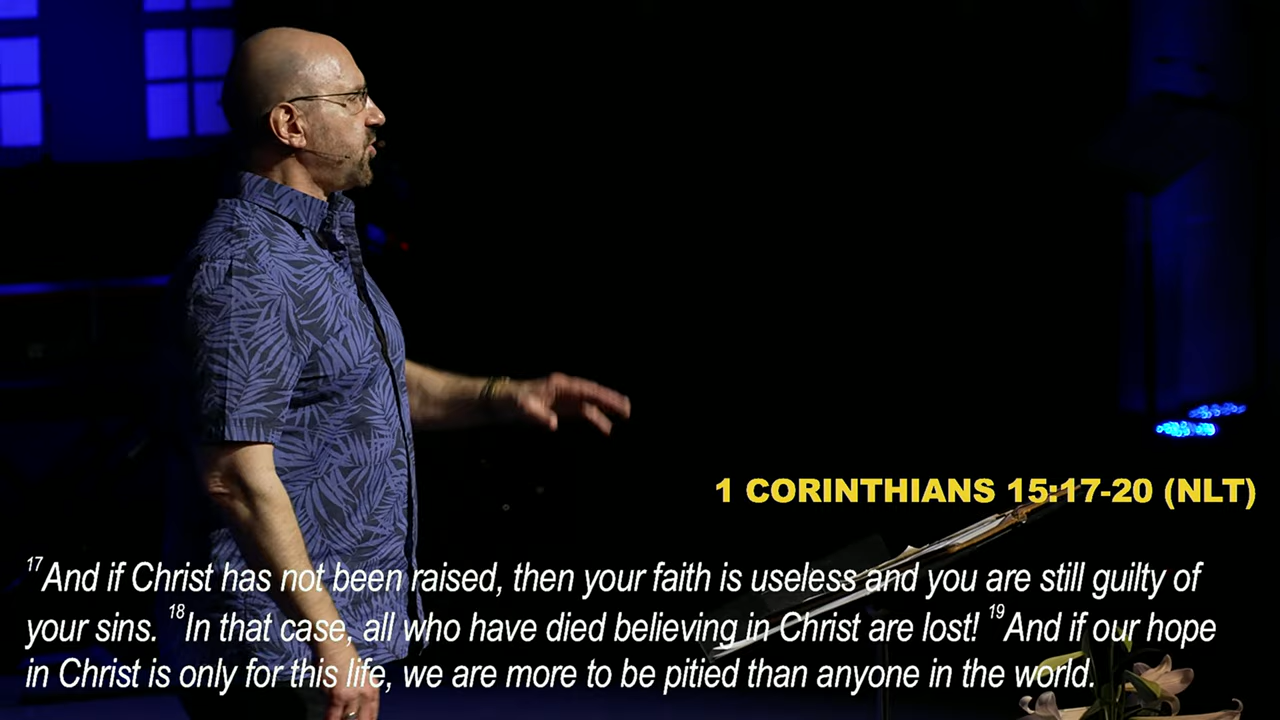 1 CORINTHIANS 15:17-20 (NLT)
17And if Christ has not been raised, then your faith is useless and you are still guilty of
your sins. 18In that case, all who have died believing in Christ are lost! 19And if our hope
in Christ is only for this life, we are more to be pitied than anyone in the world.